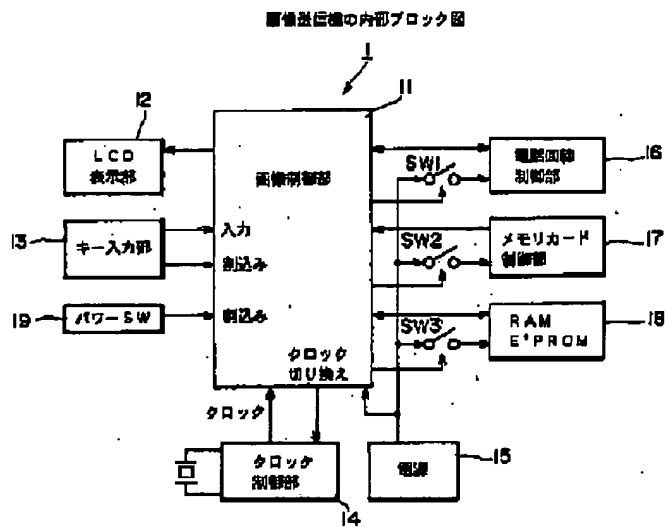 画像送信機の内部ブロック図
1
11
12
LCD
表示部
13
キー入力部
19
パワーSW
画像制御部
入力
割込み
割込み
クロック
切り換え
クロック
クロック
制御部
14
電源
15
SW1
電話回線
制御部
16
SW2
メモリカード
制御部
17
SW3
RAM
E²PROM
18